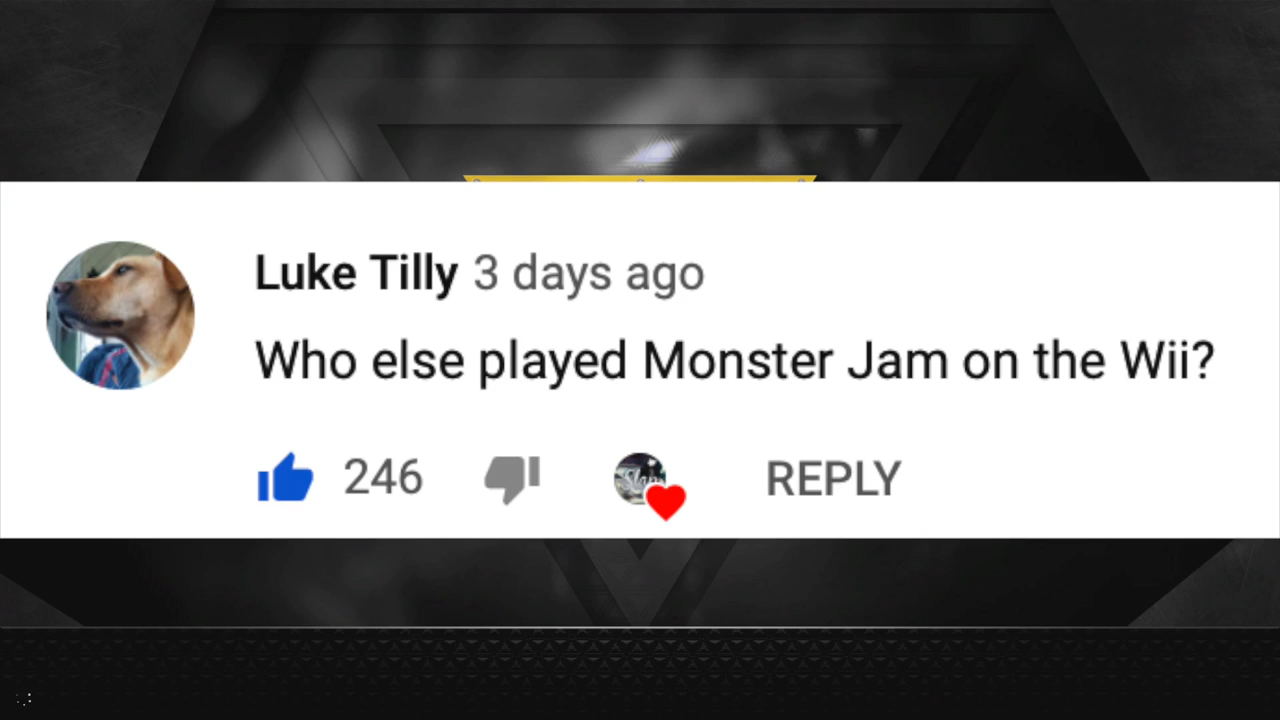 Luke Tilly 3 days ago
Who else played Monster Jam on the Wii?
246 REPLY